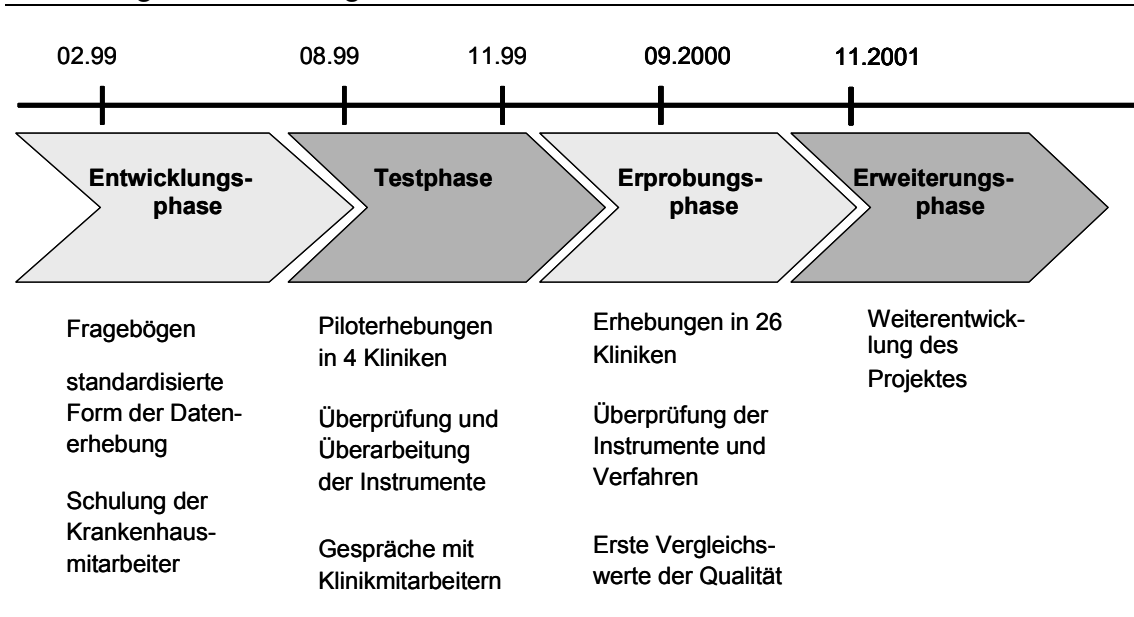 02.99
08.99
11.99
09.2000
11.2001
Entwicklungs-
phase
Testphase
Erprobungs-
phase
Erweiterungs-
phase
Fragebögen
standardisierte
Form der Daten-
erhebung
Schulung der
Krankenhaus-
mitarbeiter
Piloterhebungen
in 4 Kliniken
Überprüfung und
Überarbeitung
der Instrumente
Gespräche mit
Klinikmitarbeitern
Erhebungen in 26
Kliniken
Überprüfung der
Instrumente und
Verfahren
Erste Vergleichs-
werte der Qualität
Weiterentwick-
lung des
Projektes